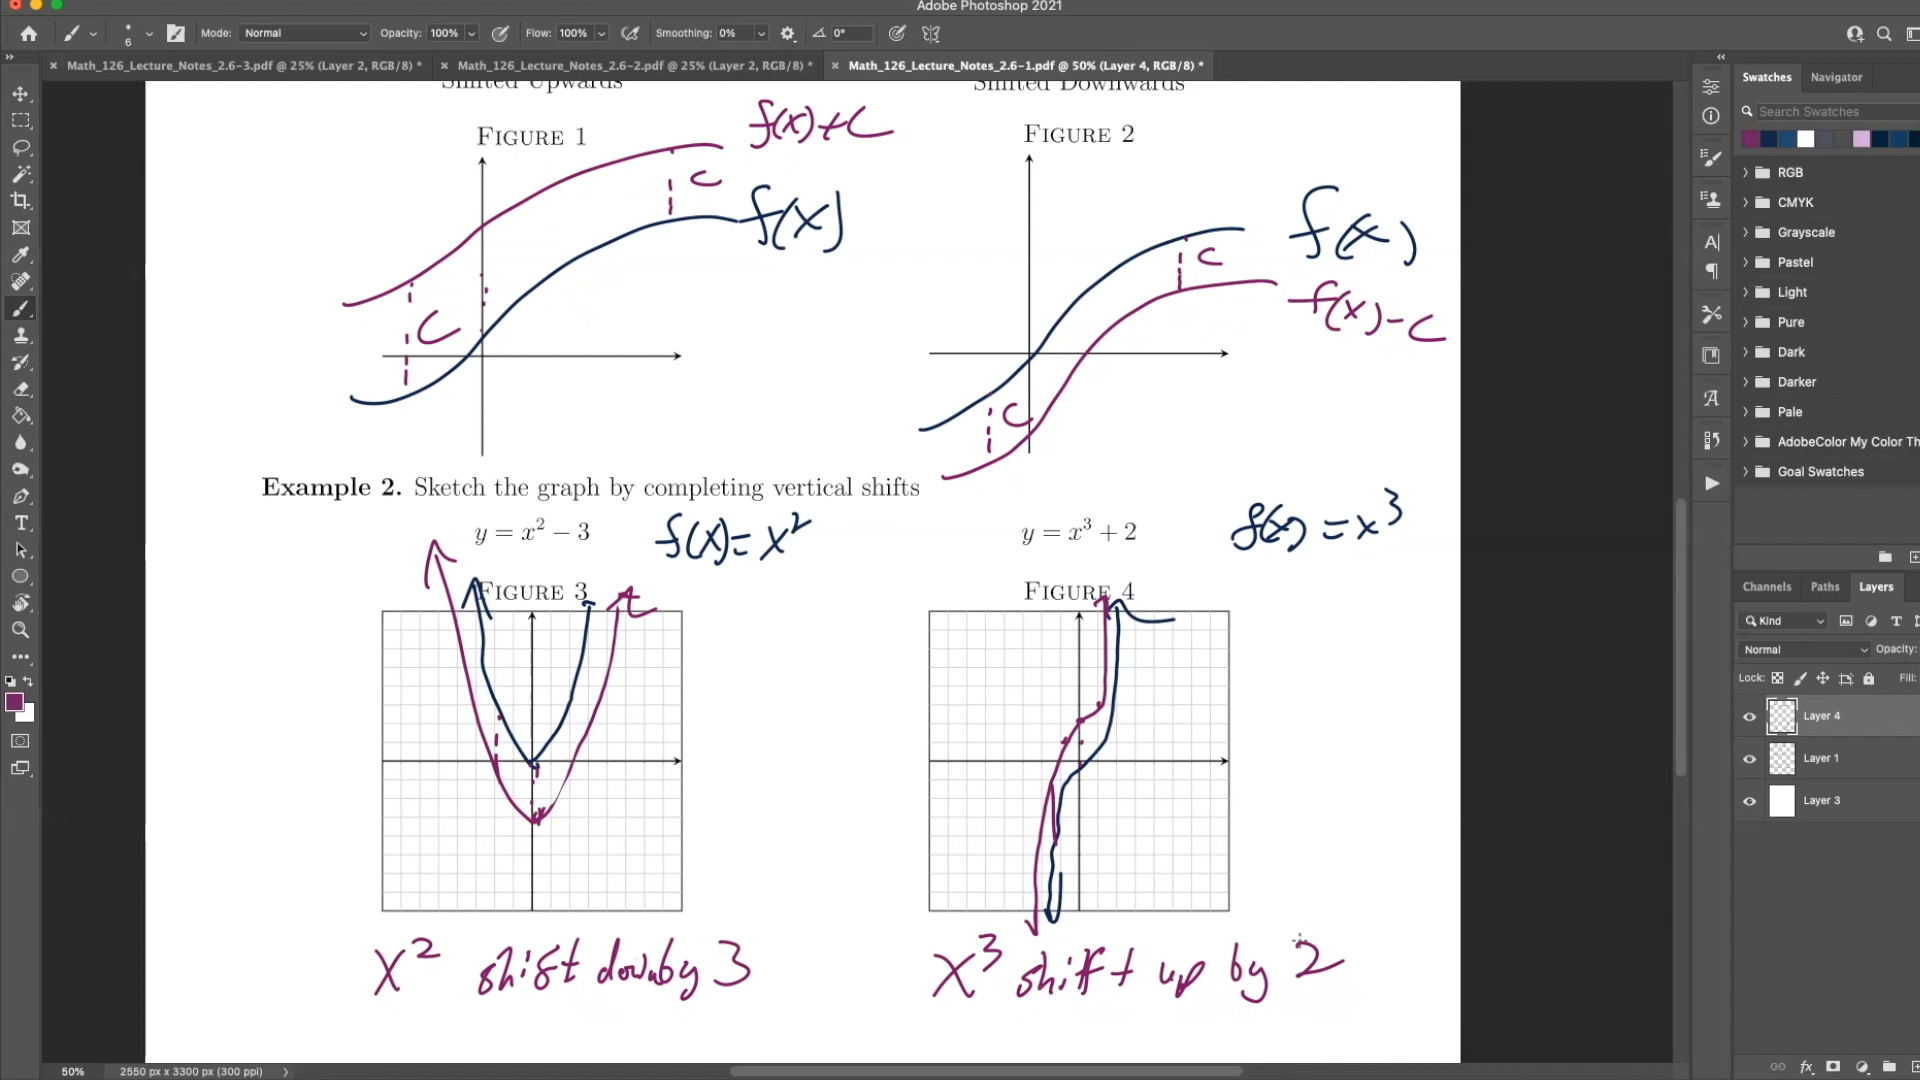 Adobe Photoshop 2021
6 Mode: Normal Opacity: 100% Flow: 100% Smoothing: 0% 0°
Math_126_Lecture_Notes_2.6-3.pdf @ 25% (Layer 2, RGB/8) *
Math_126_Lecture_Notes_2.6-2.pdf @ 25% (Layer 2, RGB/8) *
Math_126_Lecture_Notes_2.6-1.pdf @ 50% (Layer 4, RGB/8) *
Shifted Upwards
Shifted Downwards
FIGURE 1
f(x)+C
C
f(x)
C
FIGURE 2
f(x)
C
f(x)-C
C
Example 2. Sketch the graph by completing vertical shifts
y = x² − 3
f(x)=x²
y = x³ + 2
f(x)=x³
FIGURE 3
FIGURE 4
x² shift down by 3
x³ shift up by 2
50% 2550 px x 3300 px (300 ppi)
Swatches Navigator
Search Swatches
RGB
CMYK
Grayscale
Pastel
Light
Pure
Dark
Darker
Pale
AdobeColor My Color Th
Goal Swatches
Channels Paths Layers
Kind
Normal Opacity:
Lock: Fill:
Layer 4
Layer 1
Layer 3
fx